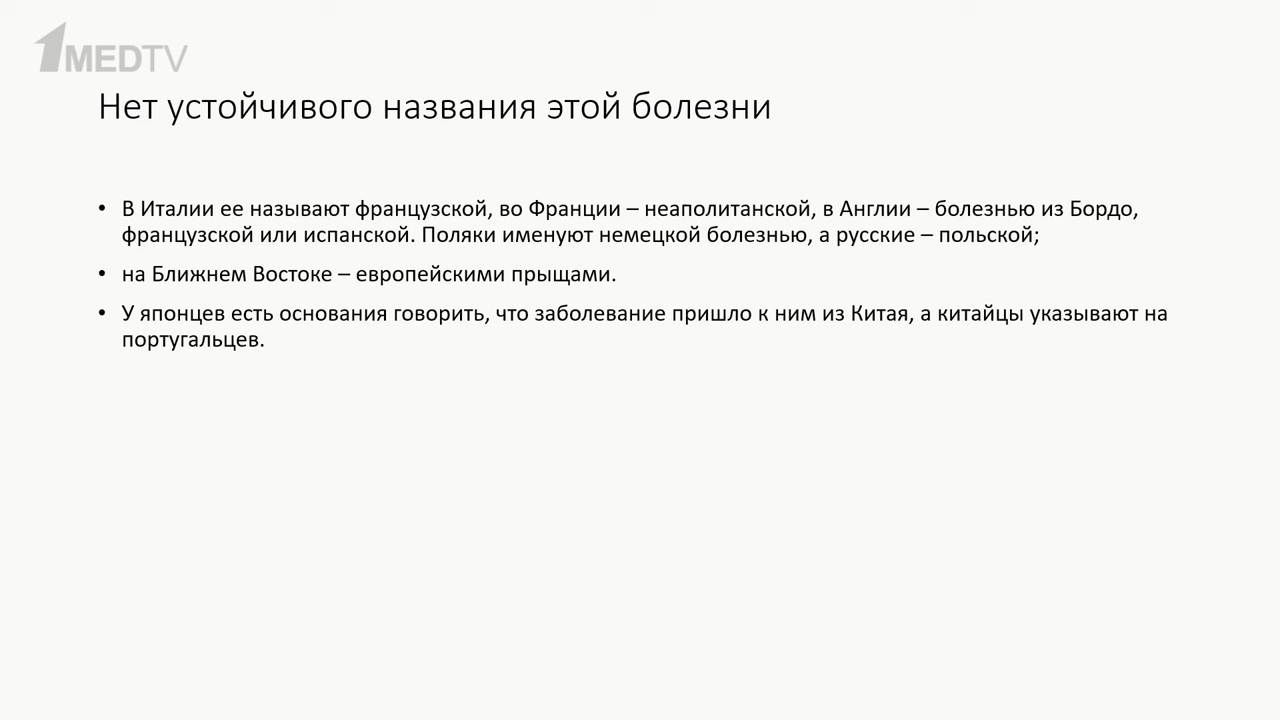 1MEDTV
Нет устойчивого названия этой болезни
• В Италии ее называют французской, во Франции – неаполитанской, в Англии – болезнью из Бордо,
французской или испанской. Поляки именуют немецкой болезнью, а русские – польской;
• на Ближнем Востоке – европейскими прыщами.
• У японцев есть основания говорить, что заболевание пришло к ним из Китая, а китайцы указывают на
португальцев.